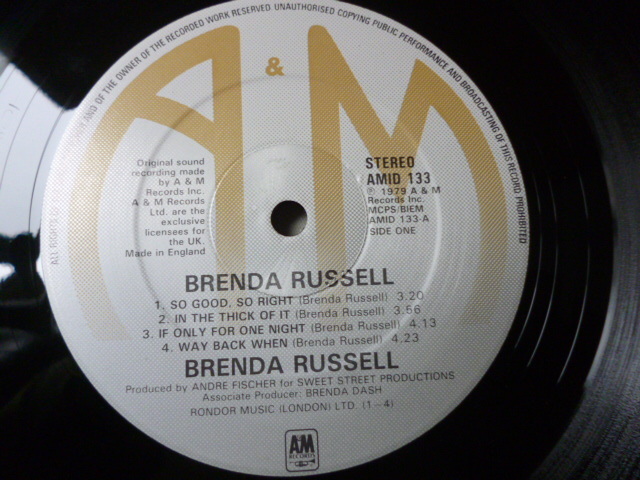 ALL RIGHTS
AND OF THE OWNER OF THE RECORDED WORK RESERVED UNAUTHORISED COPYING PUBLIC PERFORMANCE AND BROADCASTING OF THIS RECORD PROHIBITED
A & M
Original sound
recording made
by A & M
Records Inc.
A & M Records
Ltd. are the
exclusive
licensees for
the UK.
Made in England
STEREO
AMID 133
℗ 1979 A & M
Records Inc.
MCPS/BIEM
AMID 133-A
SIDE ONE
BRENDA RUSSELL
1. SO GOOD, SO RIGHT (Brenda Russell) 3.20
2. IN THE THICK OF IT (Brenda Russell) 3.56
3. IF ONLY FOR ONE NIGHT (Brenda Russell) 4.13
4. WAY BACK WHEN (Brenda Russell) 4.23
BRENDA RUSSELL
Produced by ANDRE FISCHER for SWEET STREET PRODUCTIONS
Associate Producer: BRENDA DASH
RONDOR MUSIC (LONDON) LTD. (1-4)
AM
RECORDS